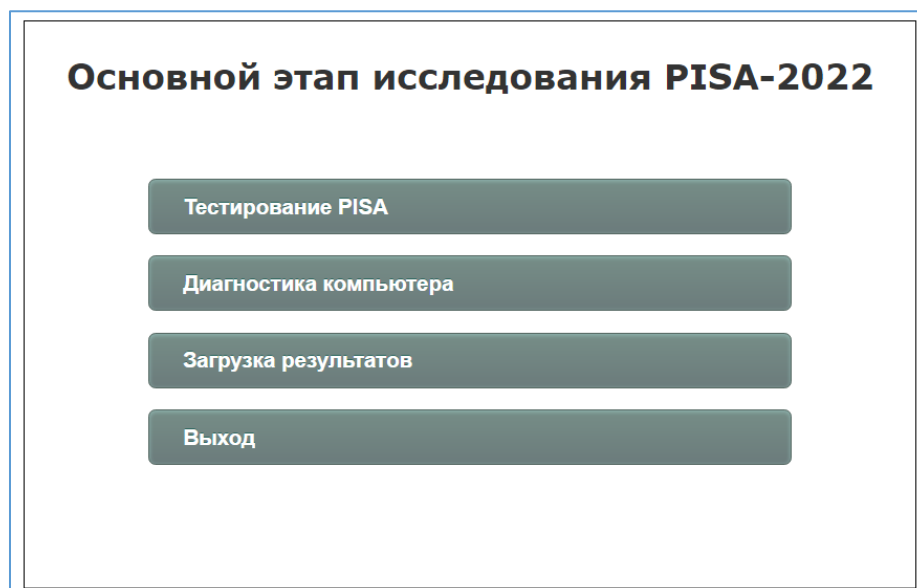 Основной этап исследования PISA-2022
Тестирование PISA
Диагностика компьютера
Загрузка результатов
Выход